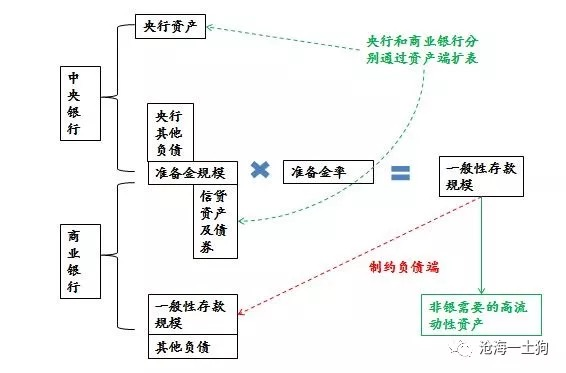 央行资产
央行和商业银行分
别通过资产端扩表
中
央
银
行
央行
其他
负债
准备金规模
×
准备金率
=
一般性存款
规模
信贷
资产
及债
券
商
业
银
行
制约负债端
一般性存款
规模
其他负债
非银需要的高流
动性资产
沧海一土狗